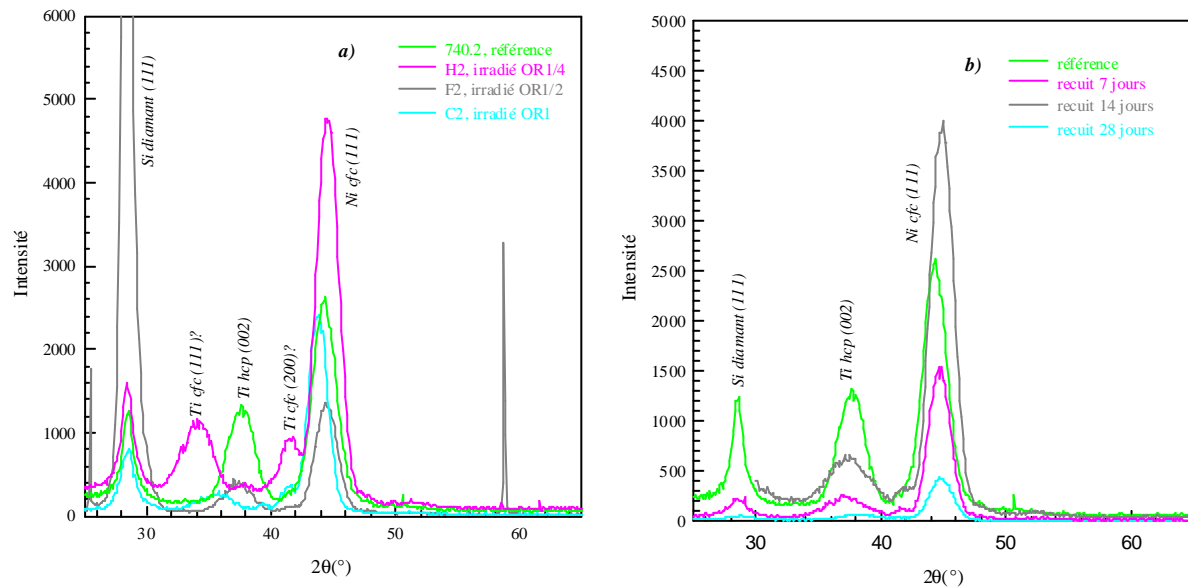 a)
740.2, référence
H2, irradié OR1/4
F2, irradié OR1/2
C2, irradié OR1
Si diamant (111)
Ti cfc (111)?
Ti hcp (002)
Ti cfc (200)?
Ni cfc (111)
Intensité
6000
5000
4000
3000
2000
1000
0
30
40
50
60
2θ(°)
b)
référence
recuit 7 jours
recuit 14 jours
recuit 28 jours
Si diamant (111)
Ti hcp (002)
Ni cfc (111)
Intensité
5000
4500
4000
3500
3000
2500
2000
1500
1000
500
0
30
40
50
60
2θ(°)